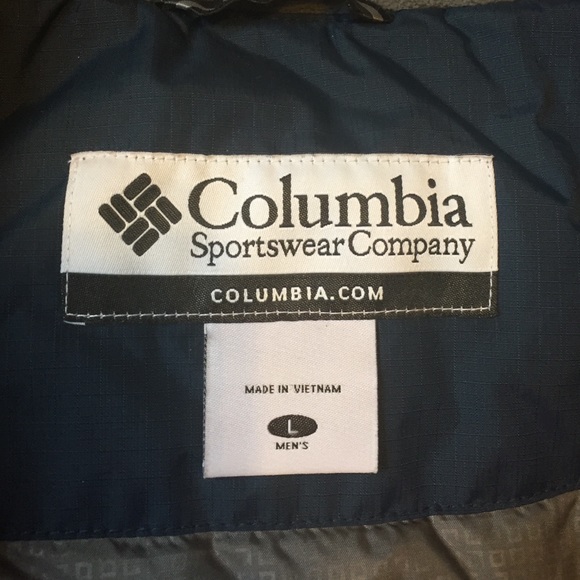 Columbia
Sportswear Company
COLUMBIA.COM
MADE IN VIETNAM
L
MEN'S